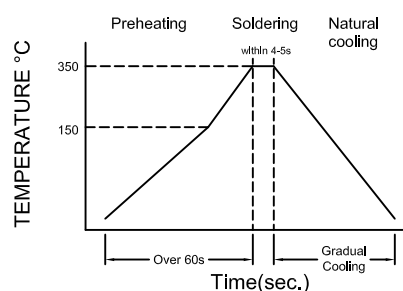 Preheating Soldering Natural
cooling
within 4-5s
350
150
TEMPERATURE °C
Over 60s
Gradual
Cooling
Time(sec.)